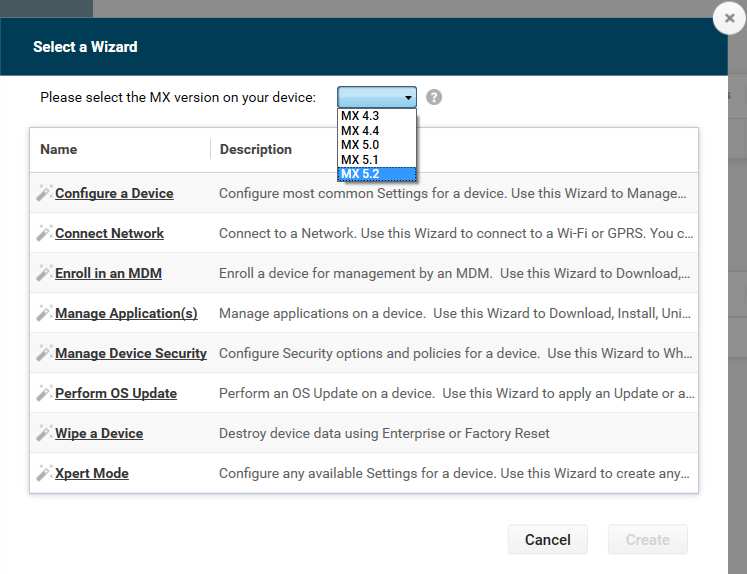 Select a Wizard
Please select the MX version on your device:
?
MX 4.3
MX 4.4
MX 5.0
MX 5.1
MX 5.2
Name Description
Configure a Device Configure most common Settings for a device. Use this Wizard to Manage...
Connect Network Connect to a Network. Use this Wizard to connect to a Wi-Fi or GPRS. You c...
Enroll in an MDM Enroll a device for management by an MDM.  Use this Wizard to Download,...
Manage Application(s) Manage applications on a device.  Use this Wizard to Download, Install, Uni...
Manage Device Security Configure Security options and policies for a device.  Use this Wizard to Wh...
Perform OS Update Perform an OS Update on a device.  Use this Wizard to apply an Update or a...
Wipe a Device Destroy device data using Enterprise or Factory Reset
Xpert Mode Configure any available Settings for a device. Use this Wizard to create any...
Cancel Create